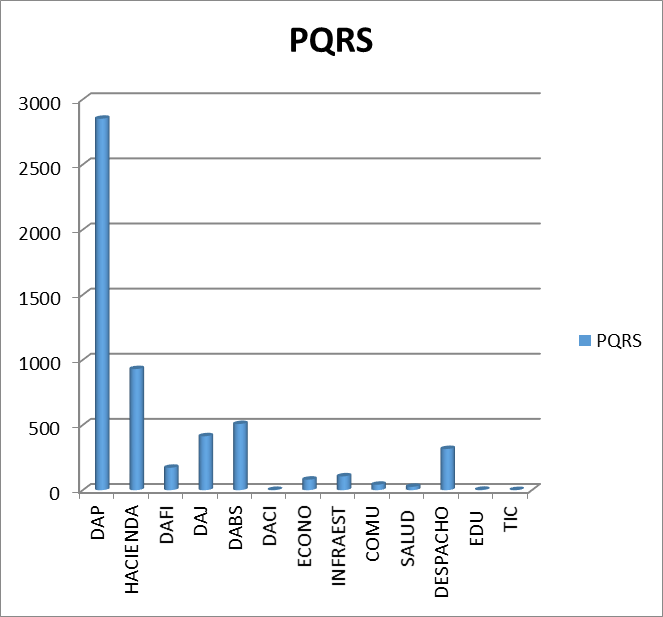 PQRS
3000
2500
2000
1500
1000
500
0
DAP
HACIENDA
DAFI
DAJ
DABS
DACI
ECONO
INFRAEST
COMU
SALUD
DESPACHO
EDU
TIC
PQRS